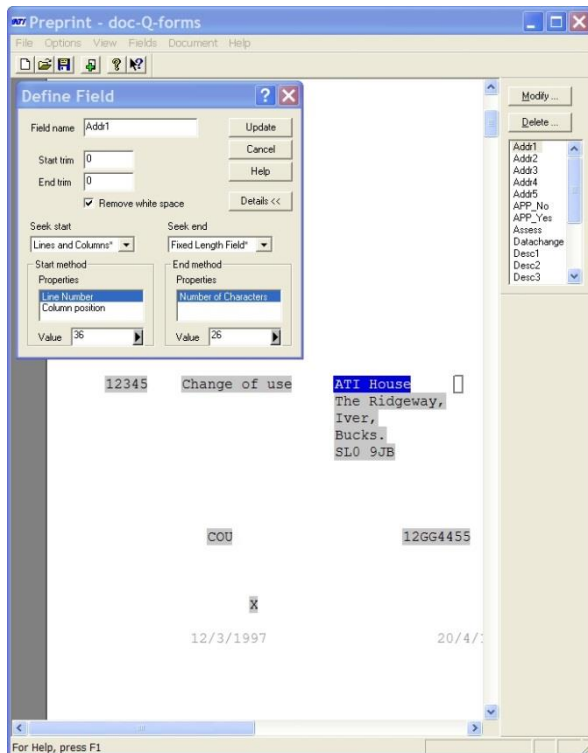 ATI Preprint - doc-Q-forms
File Options View Fields Document Help
Define Field
Field name Addr1 Update
Cancel
Start trim 0
Help
End trim 0
Remove white space Details <<
Seek start Seek end
Lines and Columns* Fixed Length Field*
Start method End method
Properties Properties
Line Number Number of Characters
Column position
Value 36 Value 26
Modify ...
Delete ...
Addr1
Addr2
Addr3
Addr4
Addr5
APP_No
APP_Yes
Assess
Datachange
Desc1
Desc2
Desc3
12345 Change of use ATI House
The Ridgeway,
Iver,
Bucks.
SL0 9JB
COU 12GG4455
X
12/3/1997 20/4/
For Help, press F1